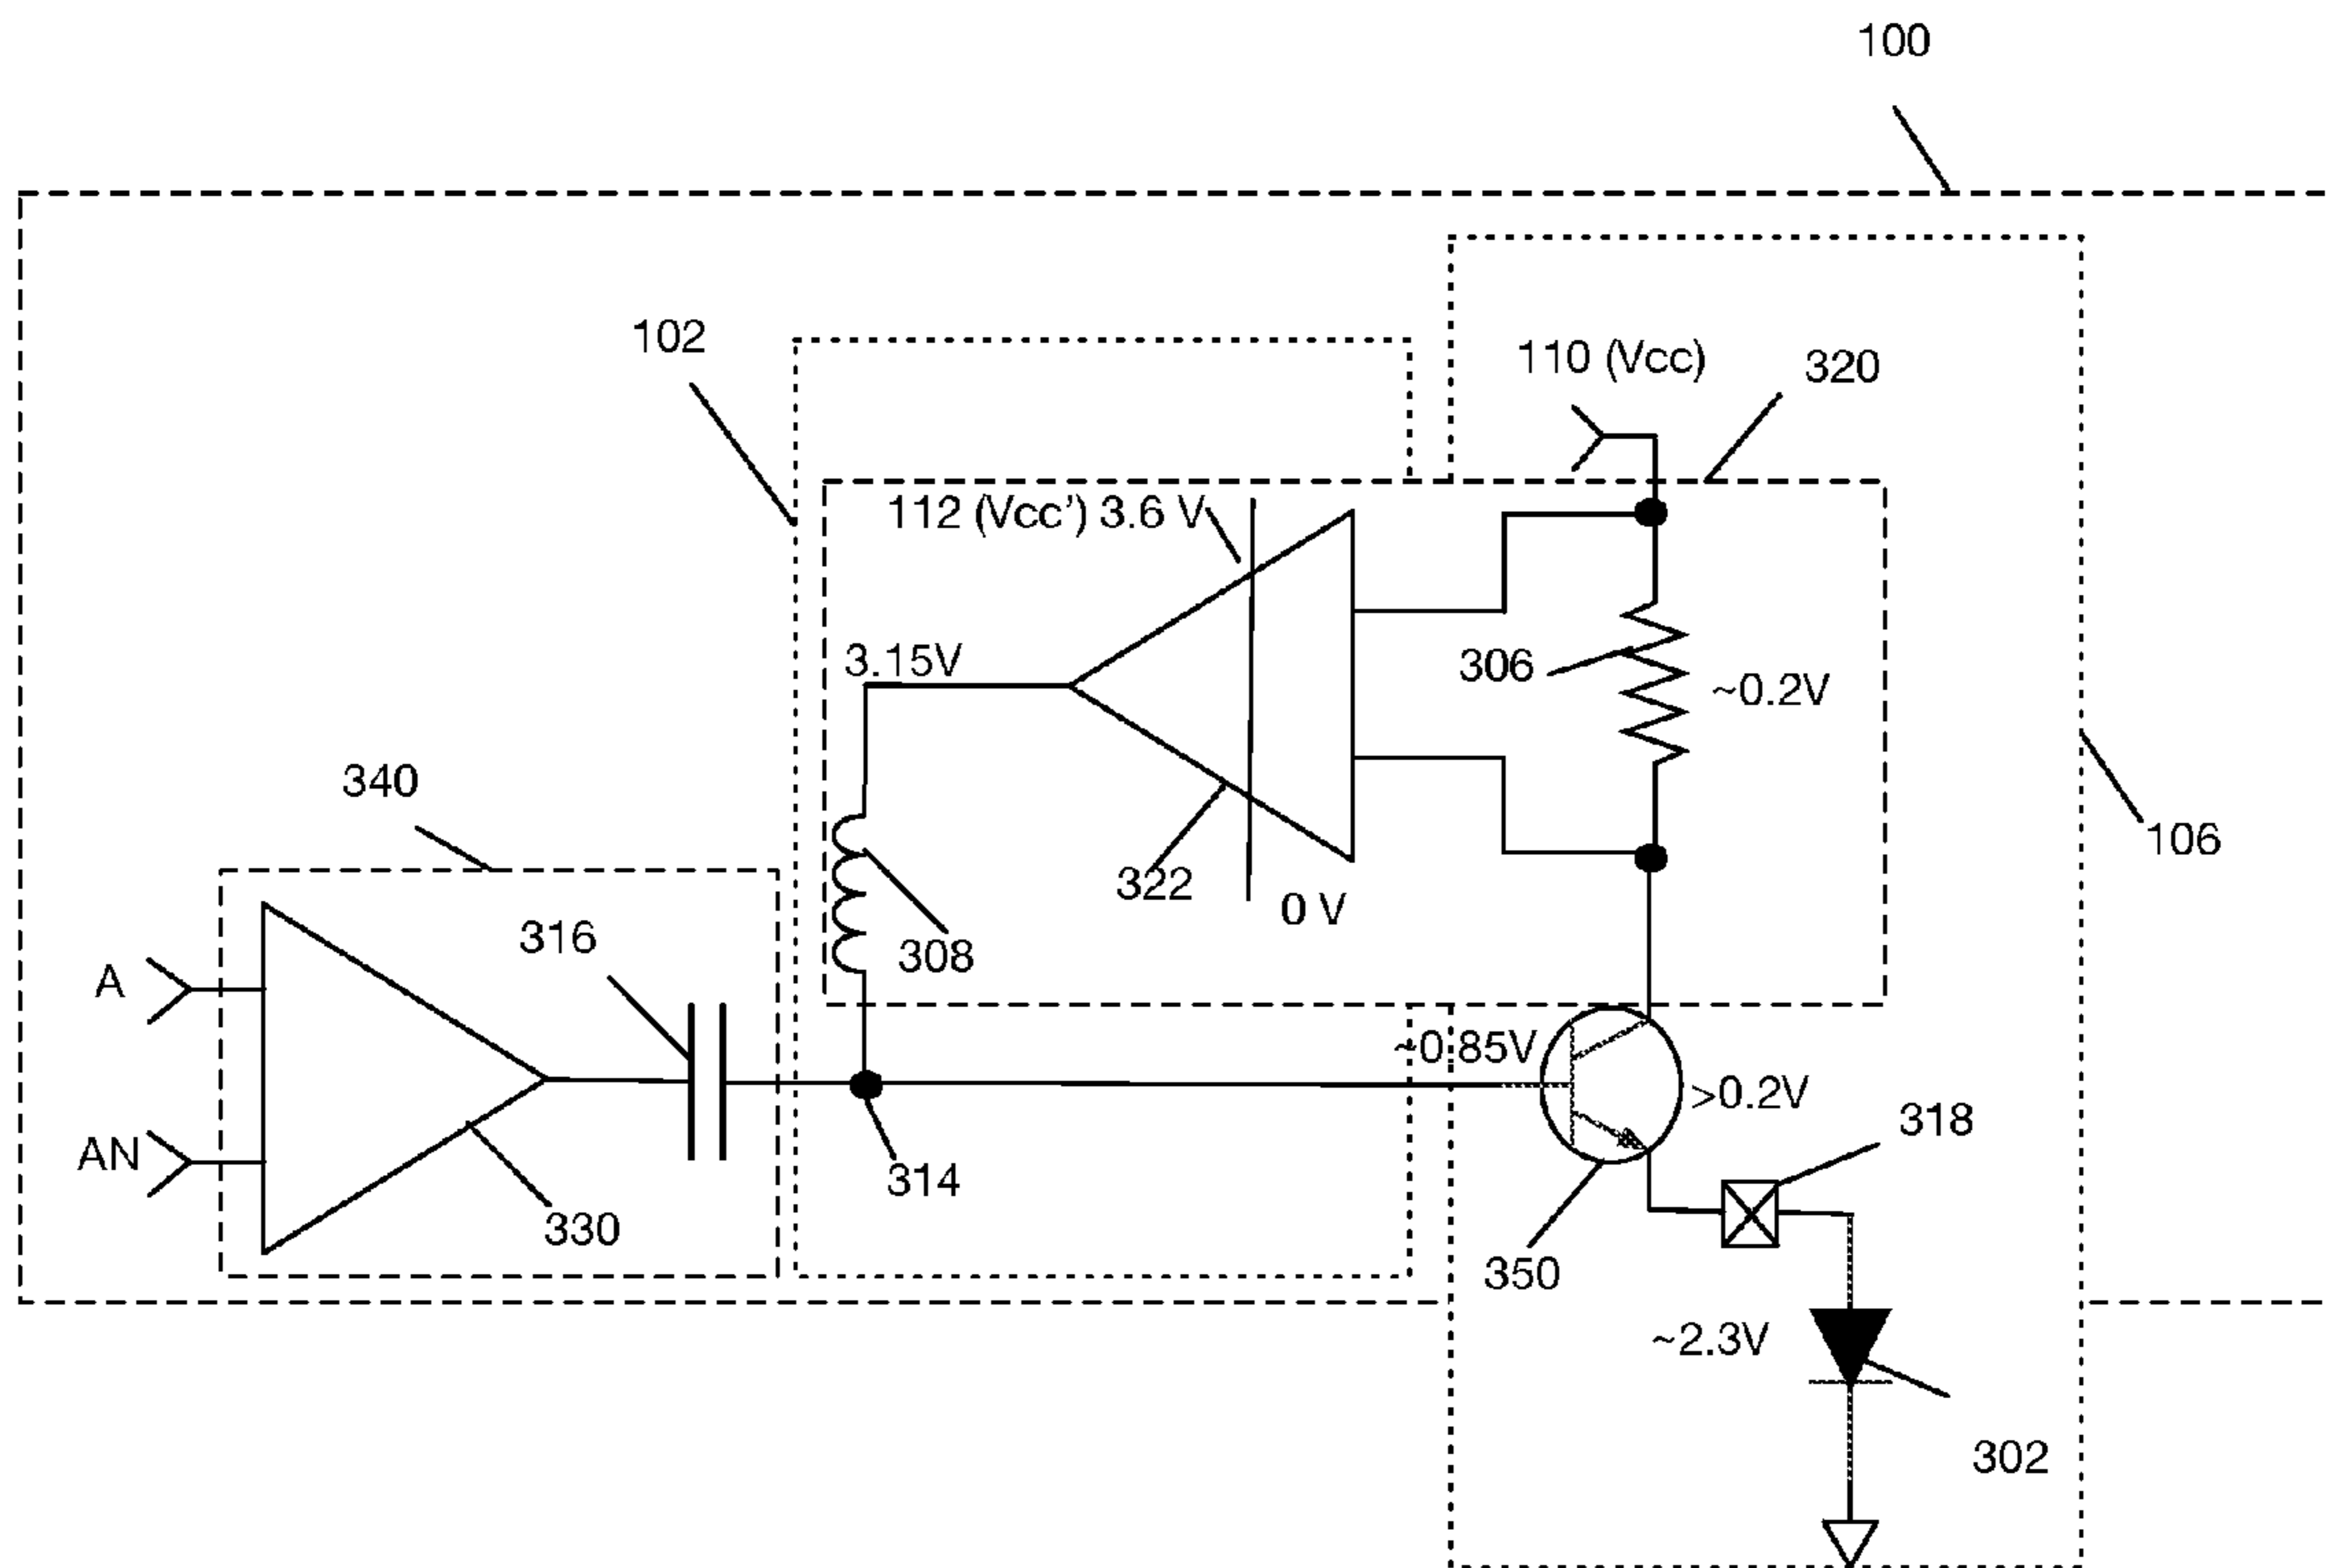 100
102
110 (Vcc)
320
112 (Vcc') 3.6 V
3.15V
306
~0.2V
340
106
322
0 V
316
308
A
~0.85V
>0.2V
318
AN
314
330
350
~2.3V
302